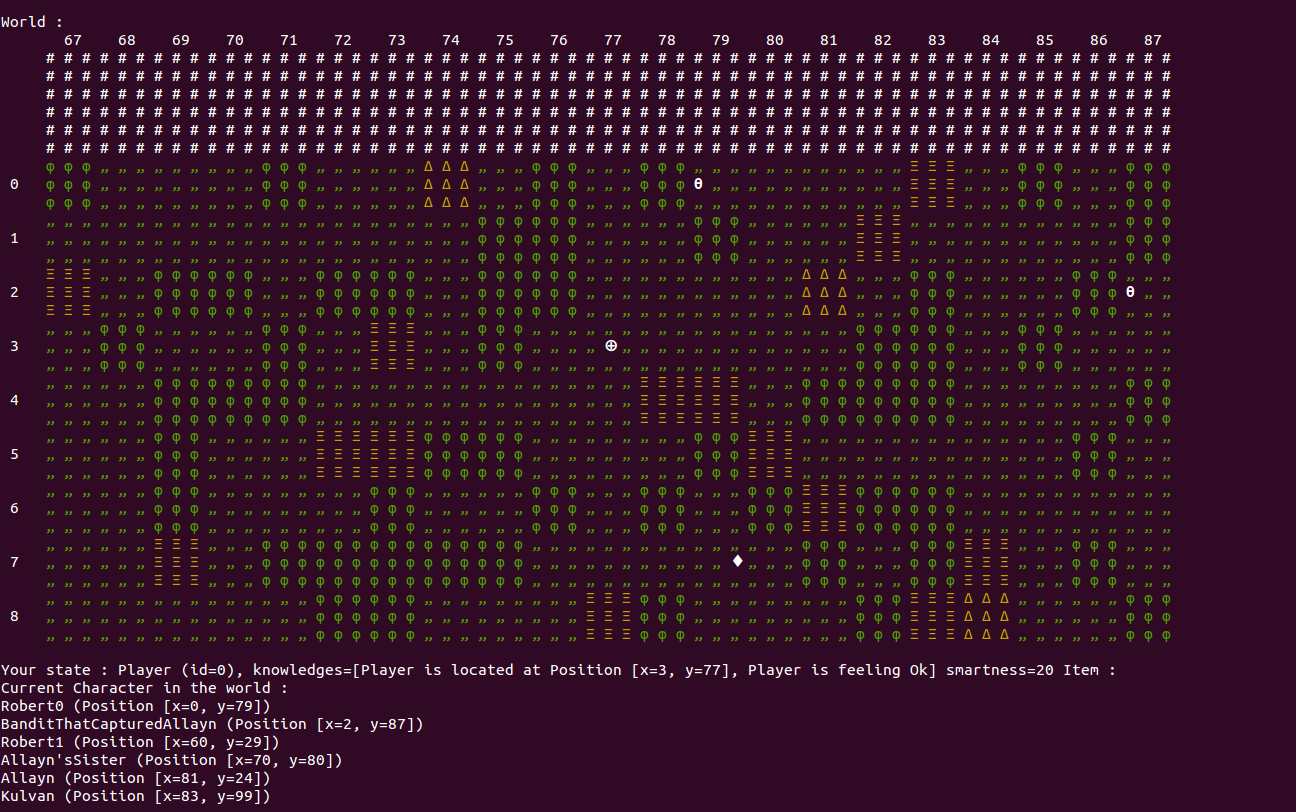 World :
67 68 69 70 71 72 73 74 75 76 77 78 79 80 81 82 83 84 85 86 87
# # # # # # # # # # # # # # # # # # # # # # # # # # # # # # # # # # # # # # # # # # # # # # # # # # # # # # # # # # # # # # #
# # # # # # # # # # # # # # # # # # # # # # # # # # # # # # # # # # # # # # # # # # # # # # # # # # # # # # # # # # # # # # #
# # # # # # # # # # # # # # # # # # # # # # # # # # # # # # # # # # # # # # # # # # # # # # # # # # # # # # # # # # # # # # #
# # # # # # # # # # # # # # # # # # # # # # # # # # # # # # # # # # # # # # # # # # # # # # # # # # # # # # # # # # # # # # #
# # # # # # # # # # # # # # # # # # # # # # # # # # # # # # # # # # # # # # # # # # # # # # # # # # # # # # # # # # # # # # #
# # # # # # # # # # # # # # # # # # # # # # # # # # # # # # # # # # # # # # # # # # # # # # # # # # # # # # # # # # # # # # #
φ φ φ „ „ „ „ „ „ „ „ „ φ φ φ „ „ „ „ „ „ Δ Δ Δ „ „ „ φ φ φ „ „ „ φ φ φ „ „ „ „ „ „ „ „ „ „ „ „ Ξ Ξ Ξ „ „ „ φ φ φ „ „ „ φ φ φ
0 φ φ φ „ „ „ „ „ „ „ „ „ φ φ φ „ „ „ „ „ „ Δ Δ Δ „ „ „ φ φ φ „ „ „ φ φ φ θ „ „ „ „ „ „ „ „ „ „ „ Ξ Ξ Ξ „ „ „ φ φ φ „ „ „ φ φ φ
φ φ φ „ „ „ „ „ „ „ „ „ φ φ φ „ „ „ „ „ „ Δ Δ Δ „ „ „ φ φ φ „ „ „ φ φ φ „ „ „ „ „ „ „ „ „ „ „ „ Ξ Ξ Ξ „ „ „ φ φ φ „ „ „ φ φ φ
„ „ „ „ „ „ „ „ „ „ „ „ „ „ „ „ „ „ „ „ „ „ „ „ φ φ φ φ φ φ „ „ „ „ „ „ φ φ φ „ „ „ „ „ „ Ξ Ξ Ξ „ „ „ „ „ „ „ „ „ „ „ „ φ φ φ
1 „ „ „ „ „ „ „ „ „ „ „ „ „ „ „ „ „ „ „ „ „ „ „ „ φ φ φ φ φ φ „ „ „ „ „ „ φ φ φ „ „ „ „ „ „ Ξ Ξ Ξ „ „ „ „ „ „ „ „ „ „ „ „ φ φ φ
„ „ „ „ „ „ „ „ „ „ „ „ „ „ „ „ „ „ „ „ „ „ „ „ φ φ φ φ φ φ „ „ „ „ „ „ φ φ φ „ „ „ „ „ „ Ξ Ξ Ξ „ „ „ „ „ „ „ „ „ „ „ „ φ φ φ
Ξ Ξ Ξ „ „ „ φ φ φ φ φ φ „ „ „ φ φ φ φ φ φ „ „ „ φ φ φ φ φ φ „ „ „ „ „ „ „ „ „ „ „ „ Δ Δ Δ „ „ „ φ φ φ „ „ „ „ „ „ φ φ φ „ „ „
2 Ξ Ξ Ξ „ „ „ φ φ φ φ φ φ „ „ „ φ φ φ φ φ φ „ „ „ φ φ φ φ φ φ „ „ „ „ „ „ „ „ „ „ „ „ Δ Δ Δ „ „ „ φ φ φ „ „ „ „ „ „ φ φ φ θ „ „
Ξ Ξ Ξ „ „ „ φ φ φ φ φ φ „ „ „ φ φ φ φ φ φ „ „ „ φ φ φ φ φ φ „ „ „ „ „ „ „ „ „ „ „ „ Δ Δ Δ „ „ „ φ φ φ „ „ „ „ „ „ φ φ φ „ „ „
„ „ „ φ φ φ „ „ „ „ „ „ φ φ φ „ „ „ Ξ Ξ Ξ „ „ „ φ φ φ „ „ „ „ „ „ „ „ „ „ „ „ „ „ „ „ „ „ φ φ φ φ φ φ „ „ „ φ φ φ „ „ „ „ „ „
3 „ „ „ φ φ φ „ „ „ „ „ „ φ φ φ „ „ „ Ξ Ξ Ξ „ „ „ φ φ φ „ „ „ „ ⊕ „ „ „ „ „ „ „ „ „ „ „ „ „ φ φ φ φ φ φ „ „ „ φ φ φ „ „ „ „ „ „
„ „ „ φ φ φ „ „ „ „ „ „ φ φ φ „ „ „ Ξ Ξ Ξ „ „ „ φ φ φ „ „ „ „ „ „ „ „ „ „ „ „ „ „ „ „ „ „ φ φ φ φ φ φ „ „ „ φ φ φ „ „ „ „ „ „
„ „ „ „ „ „ φ φ φ φ φ φ φ φ φ „ „ „ „ „ „ „ „ „ „ „ „ „ „ „ „ „ „ Ξ Ξ Ξ Ξ Ξ Ξ „ „ „ φ φ φ φ φ φ φ φ φ „ „ „ „ „ „ „ „ „ φ φ φ
4 „ „ „ „ „ „ φ φ φ φ φ φ φ φ φ „ „ „ „ „ „ „ „ „ „ „ „ „ „ „ „ „ „ Ξ Ξ Ξ Ξ Ξ Ξ „ „ „ φ φ φ φ φ φ φ φ φ „ „ „ „ „ „ „ „ „ φ φ φ
„ „ „ „ „ „ φ φ φ φ φ φ φ φ φ „ „ „ „ „ „ „ „ „ „ „ „ „ „ „ „ „ „ Ξ Ξ Ξ Ξ Ξ Ξ „ „ „ φ φ φ φ φ φ φ φ φ „ „ „ „ „ „ „ „ „ φ φ φ
„ „ „ „ „ „ φ φ φ „ „ „ „ „ „ Ξ Ξ Ξ Ξ Ξ Ξ φ φ φ φ φ φ „ „ „ „ „ „ „ „ „ φ φ φ Ξ Ξ Ξ „ „ „ „ „ „ „ „ „ „ „ „ „ „ „ φ φ φ „ „ „
5 „ „ „ „ „ „ φ φ φ „ „ „ „ „ „ Ξ Ξ Ξ Ξ Ξ Ξ φ φ φ φ φ φ „ „ „ „ „ „ „ „ „ φ φ φ Ξ Ξ Ξ „ „ „ „ „ „ „ „ „ „ „ „ „ „ „ φ φ φ „ „ „
„ „ „ „ „ „ φ φ φ „ „ „ „ „ „ Ξ Ξ Ξ Ξ Ξ Ξ φ φ φ φ φ φ „ „ „ „ „ „ „ „ „ φ φ φ Ξ Ξ Ξ „ „ „ „ „ „ „ „ „ „ „ „ „ „ „ φ φ φ „ „ „
„ „ „ „ „ „ φ φ φ „ „ „ „ „ „ „ „ „ φ φ φ „ „ „ „ „ „ φ φ φ „ „ „ φ φ φ „ „ „ φ φ φ Ξ Ξ Ξ φ φ φ φ φ φ „ „ „ „ „ „ „ „ „ „ „ „
6 „ „ „ „ „ „ φ φ φ „ „ „ „ „ „ „ „ „ φ φ φ „ „ „ „ „ „ φ φ φ „ „ „ φ φ φ „ „ „ φ φ φ Ξ Ξ Ξ φ φ φ φ φ φ „ „ „ „ „ „ „ „ „ „ „ „
„ „ „ „ „ „ φ φ φ „ „ „ „ „ „ „ „ „ φ φ φ „ „ „ „ „ „ φ φ φ „ „ „ φ φ φ „ „ „ φ φ φ Ξ Ξ Ξ φ φ φ φ φ φ „ „ „ „ „ „ „ „ „ „ „ „
„ „ „ „ „ „ Ξ Ξ Ξ „ „ „ φ φ φ φ φ φ φ φ φ φ φ φ φ φ φ „ „ „ „ „ „ „ „ „ „ „ „ „ „ „ φ φ φ „ „ „ φ φ φ Ξ Ξ Ξ „ „ „ φ φ φ „ „ „
7 „ „ „ „ „ „ Ξ Ξ Ξ „ „ „ φ φ φ φ φ φ φ φ φ φ φ φ φ φ φ „ „ „ „ „ „ „ „ „ „ „ ♦ „ „ „ φ φ φ „ „ „ φ φ φ Ξ Ξ Ξ „ „ „ φ φ φ „ „ „
„ „ „ „ „ „ Ξ Ξ Ξ „ „ „ φ φ φ φ φ φ φ φ φ φ φ φ φ φ φ „ „ „ „ „ „ „ „ „ „ „ „ „ „ „ φ φ φ „ „ „ φ φ φ Ξ Ξ Ξ „ „ „ φ φ φ „ „ „
„ „ „ „ „ „ „ „ „ „ „ „ „ „ „ φ φ φ φ φ φ „ „ „ „ „ „ „ „ „ Ξ Ξ Ξ φ φ φ „ „ „ „ „ „ „ „ „ φ φ φ Ξ Ξ Ξ Δ Δ Δ „ „ „ „ „ „ φ φ φ
8 „ „ „ „ „ „ „ „ „ „ „ „ „ „ „ φ φ φ φ φ φ „ „ „ „ „ „ „ „ „ Ξ Ξ Ξ φ φ φ „ „ „ „ „ „ „ „ „ φ φ φ Ξ Ξ Ξ Δ Δ Δ „ „ „ „ „ „ φ φ φ
„ „ „ „ „ „ „ „ „ „ „ „ „ „ „ φ φ φ φ φ φ „ „ „ „ „ „ „ „ „ Ξ Ξ Ξ φ φ φ „ „ „ „ „ „ „ „ „ φ φ φ Ξ Ξ Ξ Δ Δ Δ „ „ „ „ „ „ φ φ φ
Your state : Player (id=0), knowledges=[Player is located at Position [x=3, y=77], Player is feeling Ok] smartness=20 Item :
Current Character in the world :
Robert0 (Position [x=0, y=79])
BanditThatCapturedAllayn (Position [x=2, y=87])
Robert1 (Position [x=60, y=29])
Allayn'sSister (Position [x=70, y=80])
Allayn (Position [x=81, y=24])
Kulvan (Position [x=83, y=99])